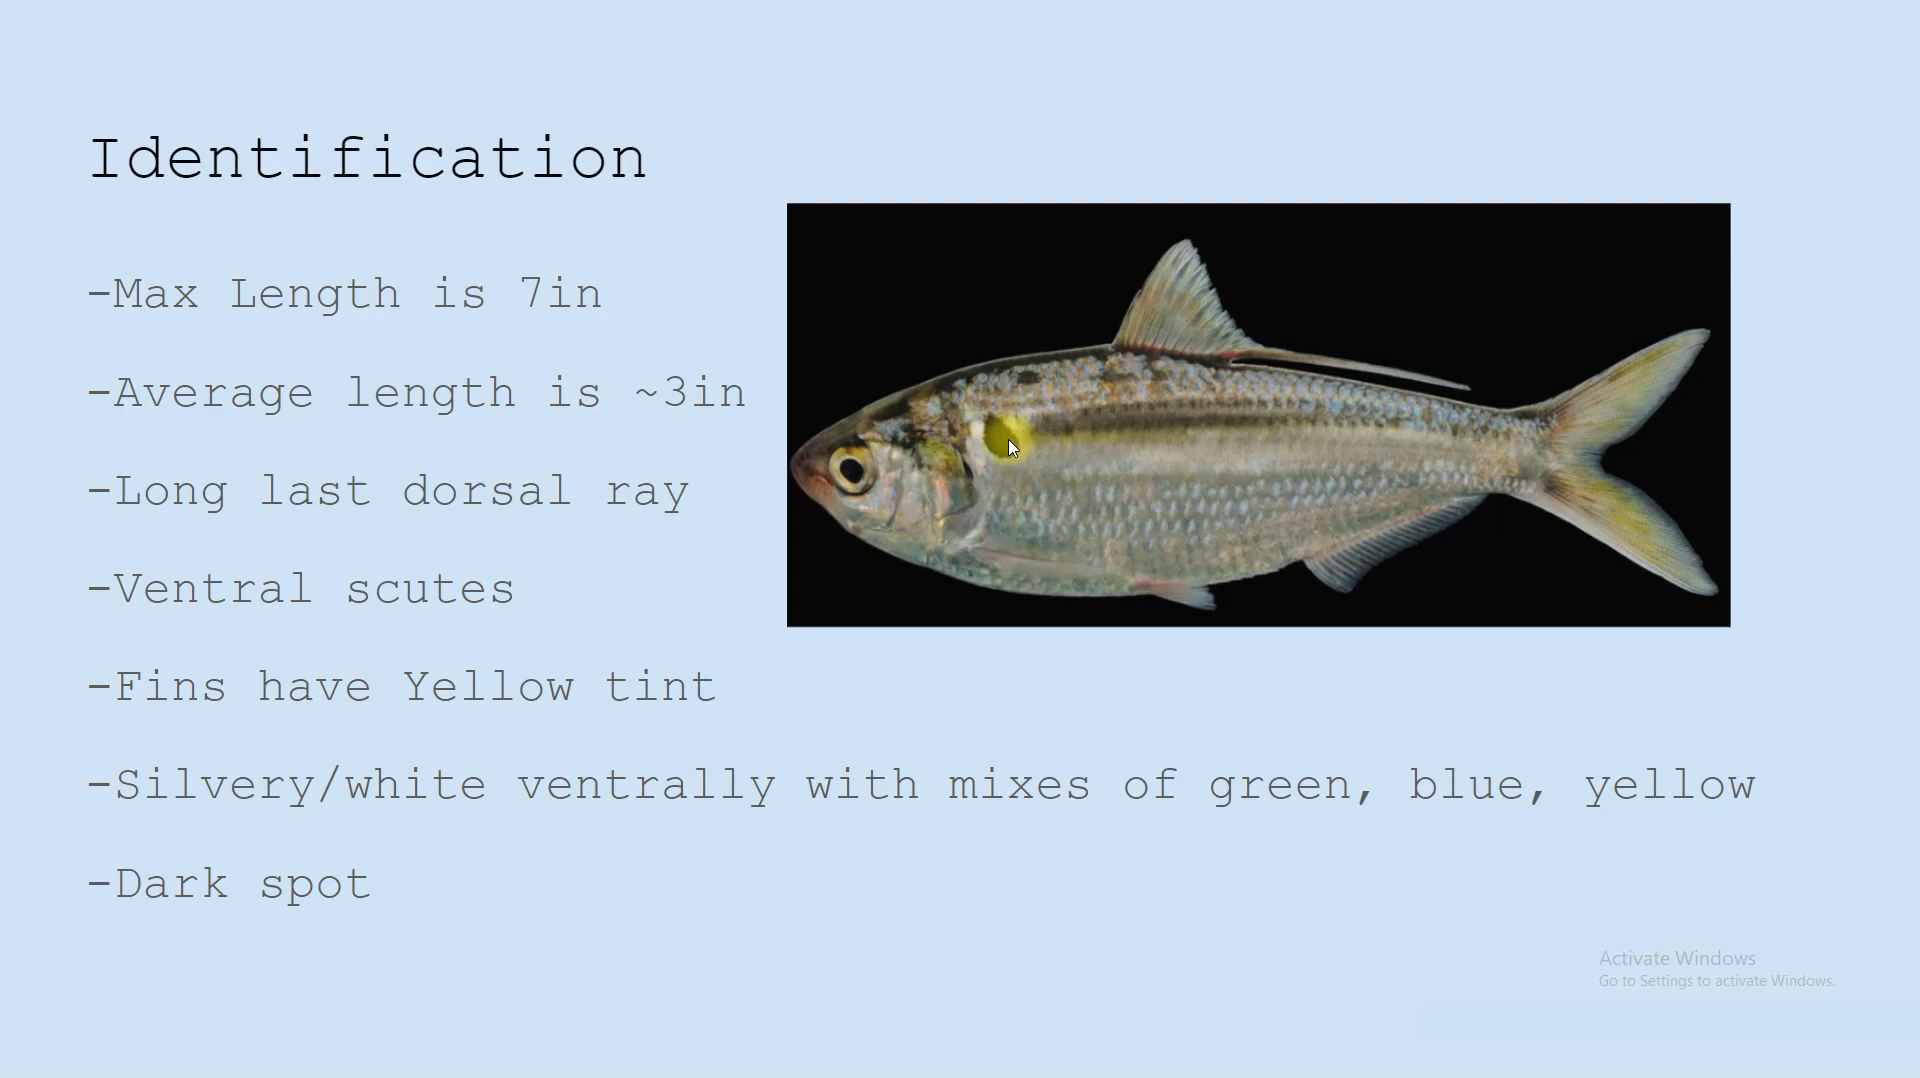 Identification
-Max Length is 7in
-Average length is ~3in
-Long last dorsal ray
-Ventral scutes
-Fins have Yellow tint
-Silvery/white ventrally with mixes of green, blue, yellow
-Dark spot
Activate Windows
Go to Settings to activate Windows.